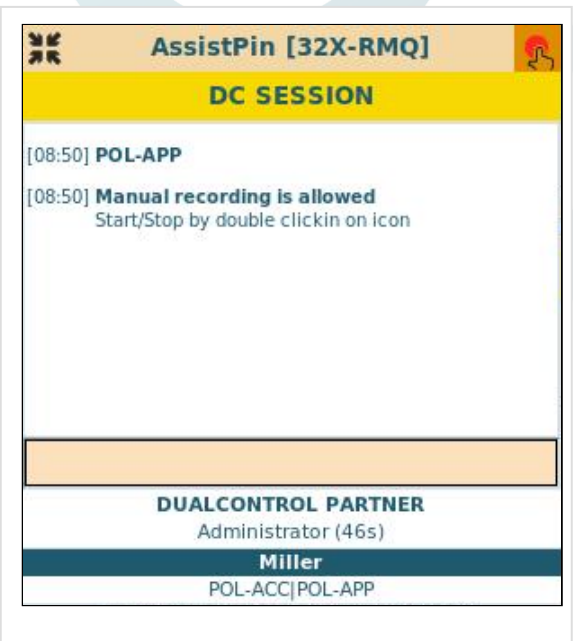 AssistPin [32X-RMQ]
DC SESSION
[08:50] POL-APP
[08:50] Manual recording is allowed
Start/Stop by double clickin on icon
DUALCONTROL PARTNER
Administrator (46s)
Miller
POL-ACC|POL-APP